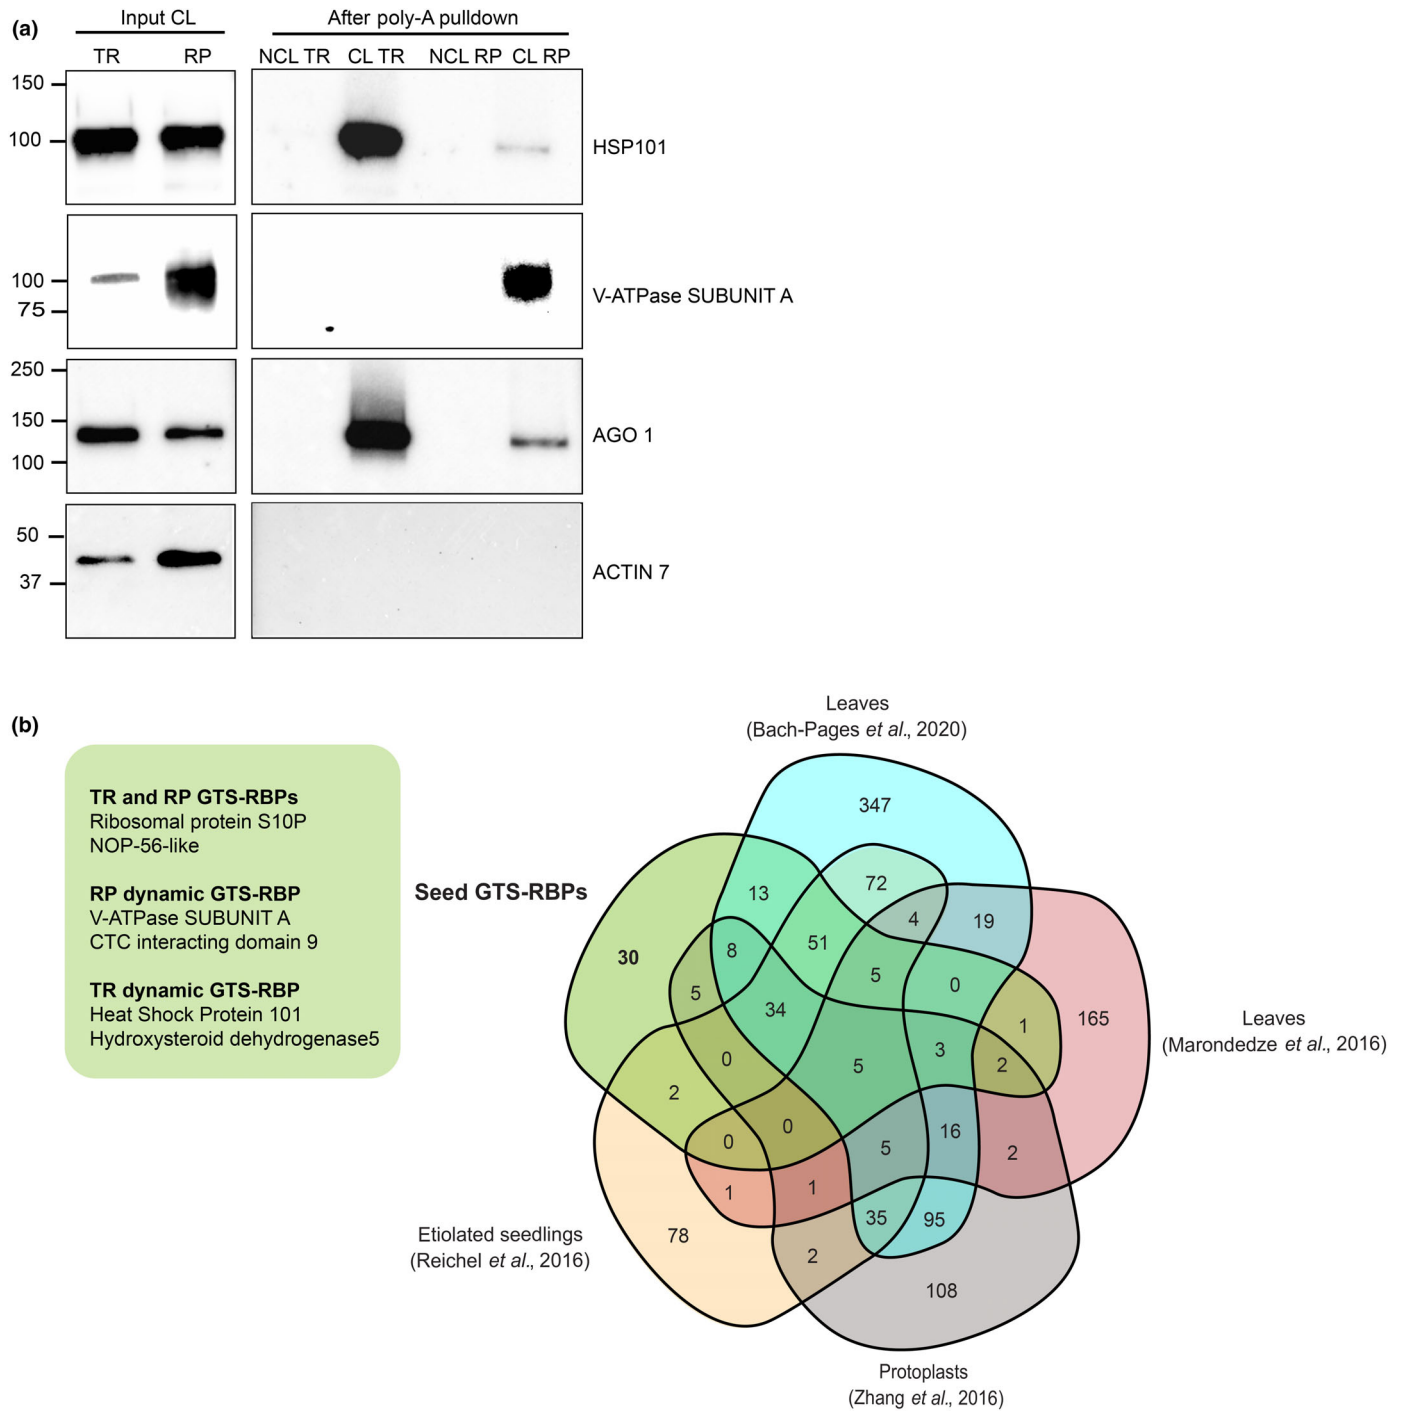 (a)
Input CL
After poly-A pulldown
TR RP
NCL TR CL TR NCL RP CL RP
150
100
HSP101
100
75
V-ATPase SUBUNIT A
250
150
100
AGO 1
50
37
ACTIN 7
(b)
TR and RP GTS-RBPs
Ribosomal protein S10P
NOP-56-like
RP dynamic GTS-RBP
V-ATPase SUBUNIT A
CTC interacting domain 9
TR dynamic GTS-RBP
Heat Shock Protein 101
Hydroxysteroid dehydrogenase5
Leaves
(Bach-Pages et al., 2020)
Seed GTS-RBPs
Leaves
(Marondedze et al., 2016)
Etiolated seedlings
(Reichel et al., 2016)
Protoplasts
(Zhang et al., 2016)
347
13
72
4
19
30
8
51
5
0
5
34
1
165
0
5
3
2
2
0
0
5
16
2
1
1
78
35
95
2
108